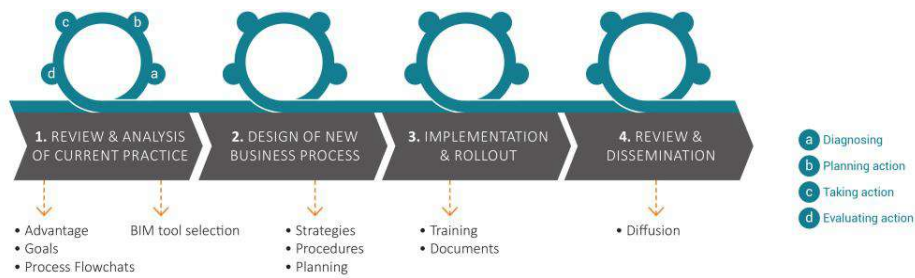 c
b
d
a
1. REVIEW & ANALYSIS
OF CURRENT PRACTICE
2. DESIGN OF NEW
BUSINESS PROCESS
3. IMPLEMENTATION
& ROLLOUT
4. REVIEW &
DISSEMINATION
• Advantage
• Goals
• Process Flowchats
BIM tool selection
• Strategies
• Procedures
• Planning
• Training
• Documents
• Diffusion
a Diagnosing
b Planning action
c Taking action
d Evaluating action